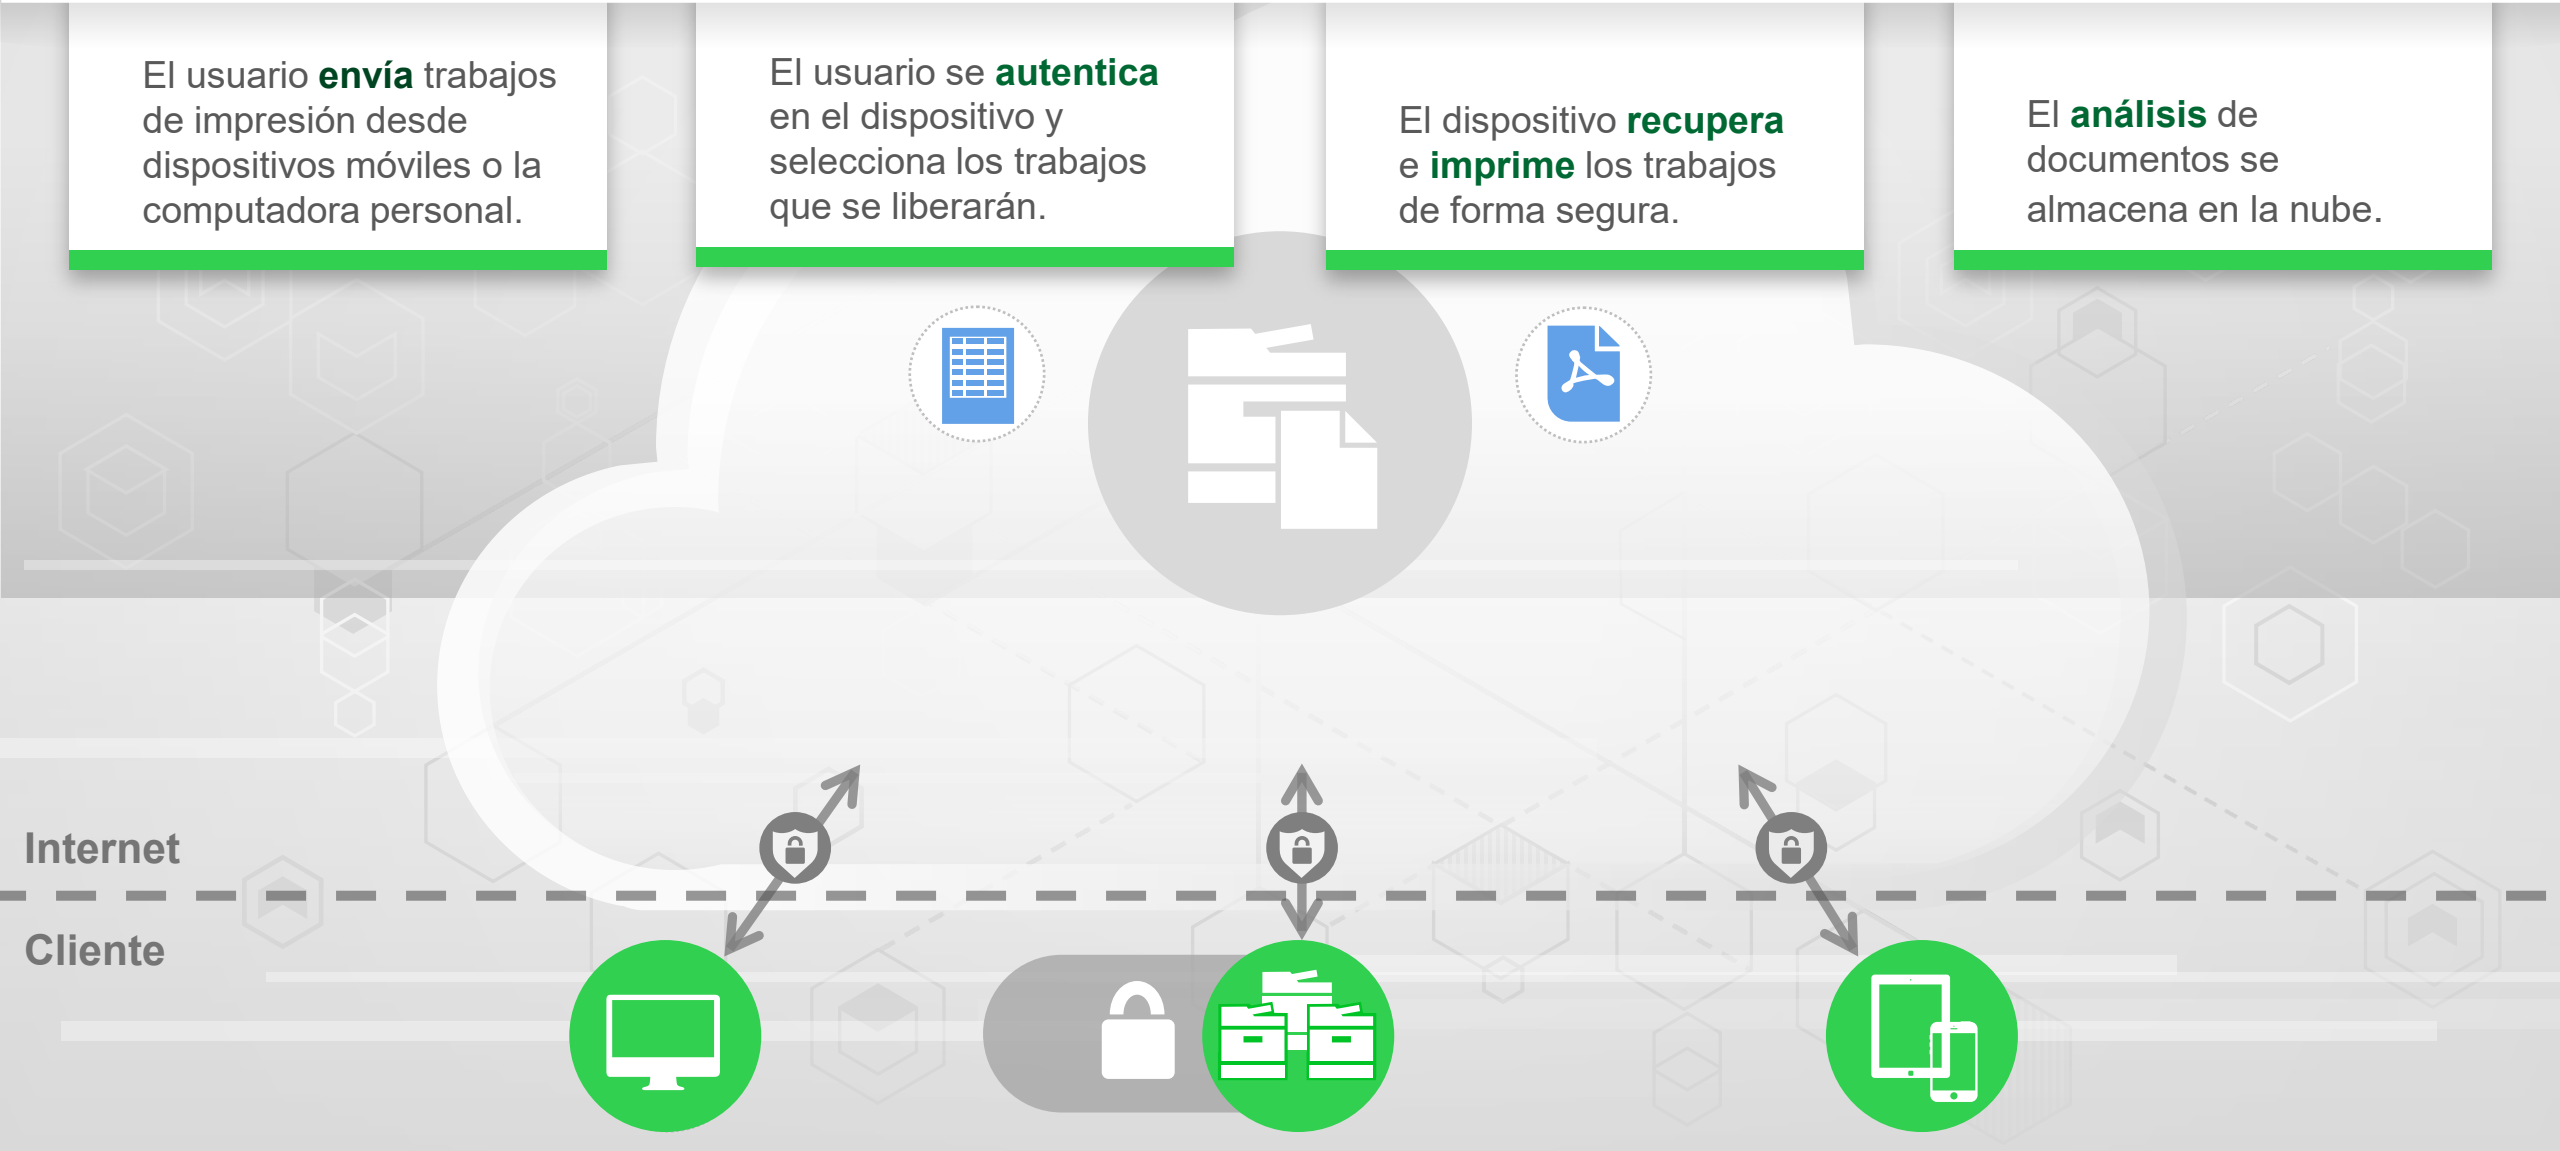 El usuario envía trabajos
de impresión desde
dispositivos móviles o la
computadora personal.
El usuario se autentica
en el dispositivo y
selecciona los trabajos
que se liberarán.
El dispositivo recupera
e imprime los trabajos
de forma segura.
El análisis de
documentos se
almacena en la nube.
Internet
Cliente